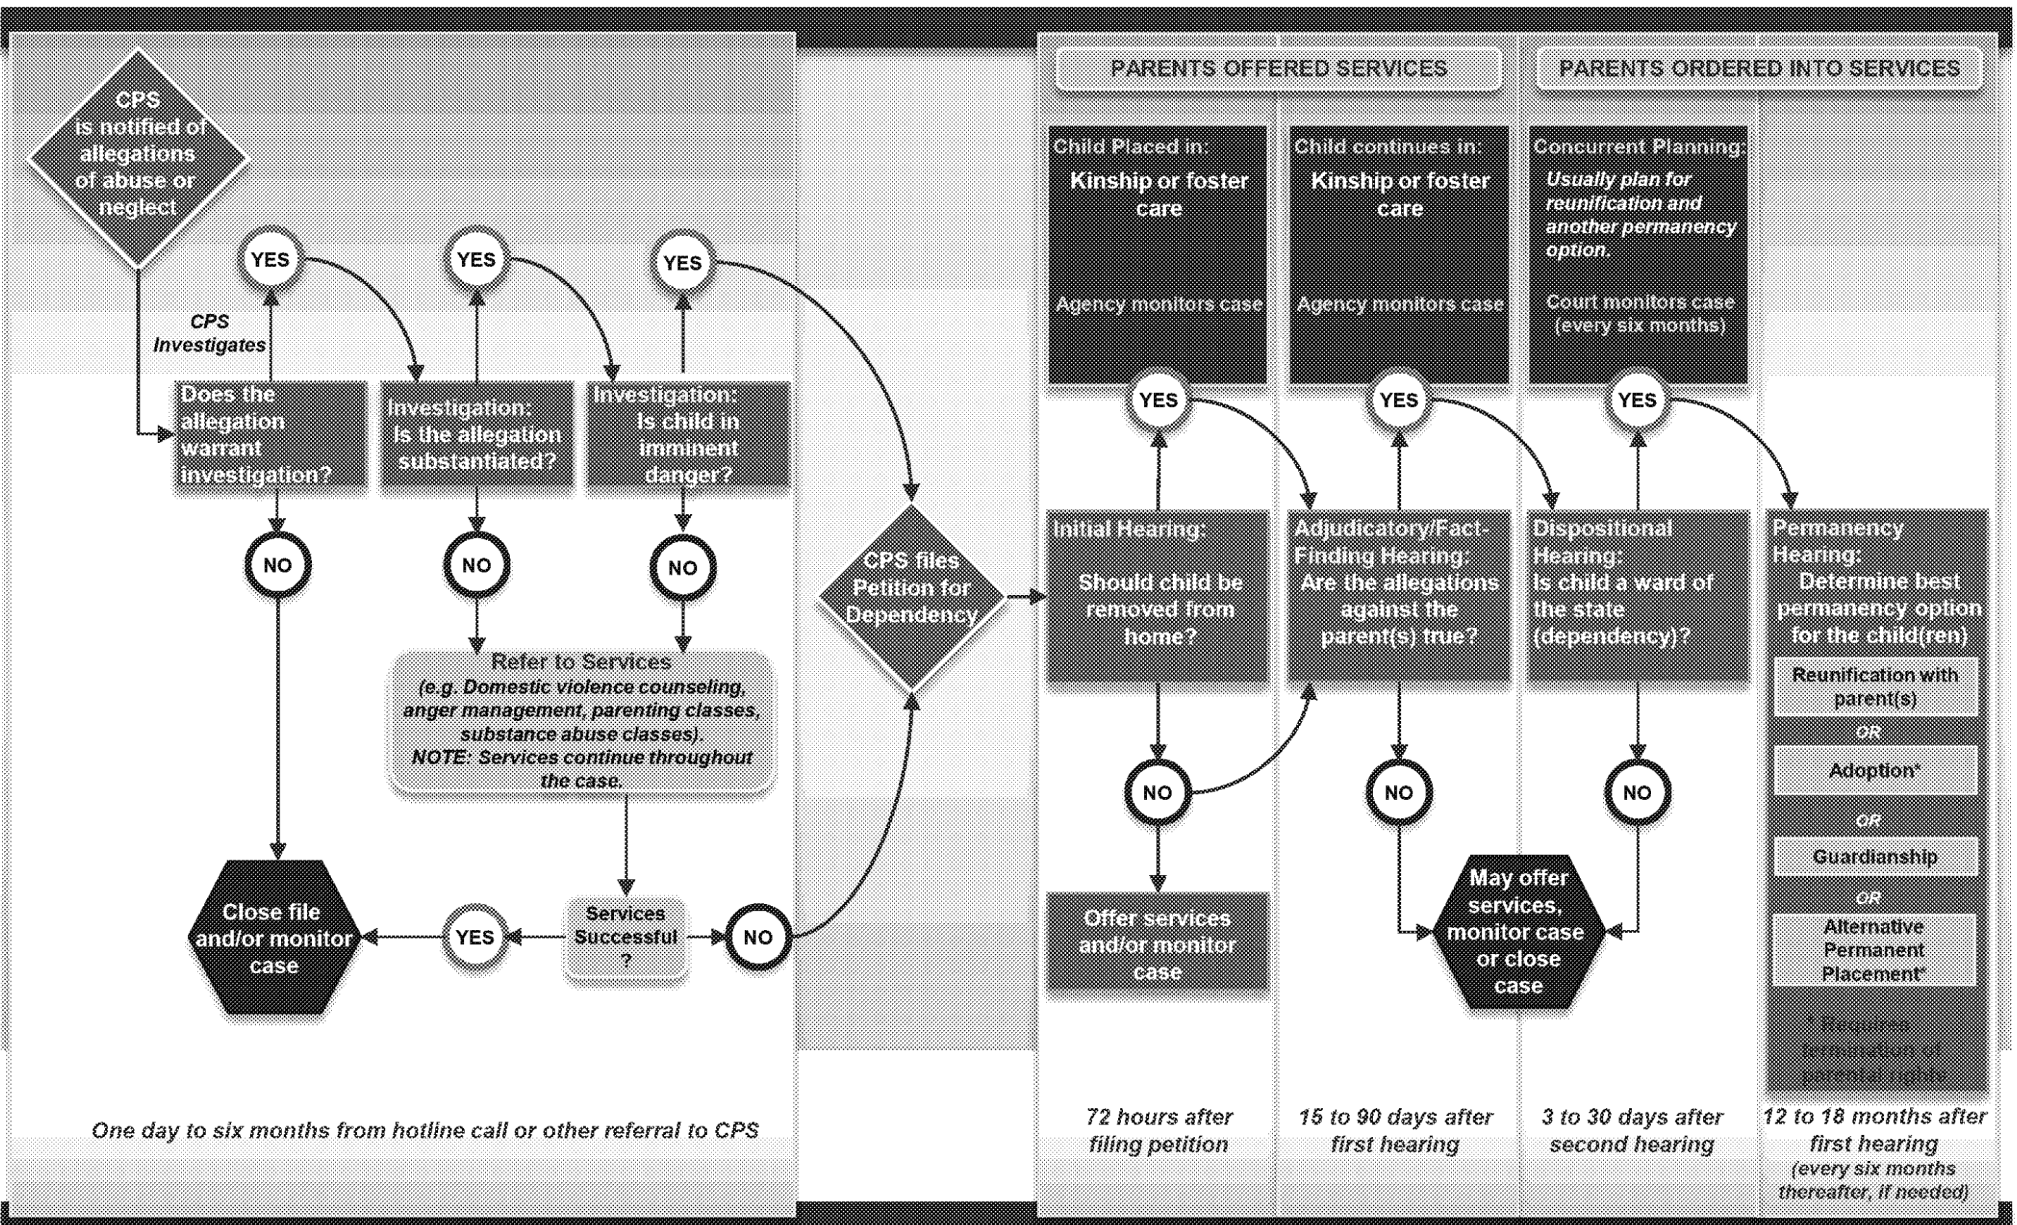 CPS
is notified of
allegations
of abuse or
neglect
YES
YES
YES
CPS
Investigates
Does the
allegation
warrant
investigation?
Investigation:
Is the allegation
substantiated?
Investigation:
Is child in
imminent
danger?
NO
NO
NO
Refer to Services
(e.g. Domestic violence counseling,
anger management, parenting classes,
substance abuse classes).
NOTE: Services continue throughout
the case.
Close file
and/or monitor
case
YES
Services
Successful
?
NO
One day to six months from hotline call or other referral to CPS
CPS files
Petition for
Dependency
PARENTS OFFERED SERVICES
PARENTS ORDERED INTO SERVICES
Child Placed in:
Kinship or foster
care
Agency monitors case
YES
Initial Hearing:
Should child be
removed from
home?
NO
Offer services
and/or monitor
case
72 hours after
filing petition
Child continues in:
Kinship or foster
care
Agency monitors case
YES
Adjudicatory/Fact-
Finding Hearing:
Are the allegations
against the
parent(s) true?
NO
15 to 90 days after
first hearing
Concurrent Planning:
Usually plan for
reunification and
another permanency
option.
Court monitors case
(every six months)
YES
Dispositional
Hearing:
Is child a ward of
the state
(dependency)?
NO
May offer
services,
monitor case
or close
case
3 to 30 days after
second hearing
Permanency
Hearing:
Determine best
permanency option
for the child(ren)
Reunification with
parent(s)
OR
Adoption*
OR
Guardianship
OR
Alternative
Permanent
Placement*
* Requires
termination of
parental rights
12 to 18 months after
first hearing
(every six months
thereafter, if needed)